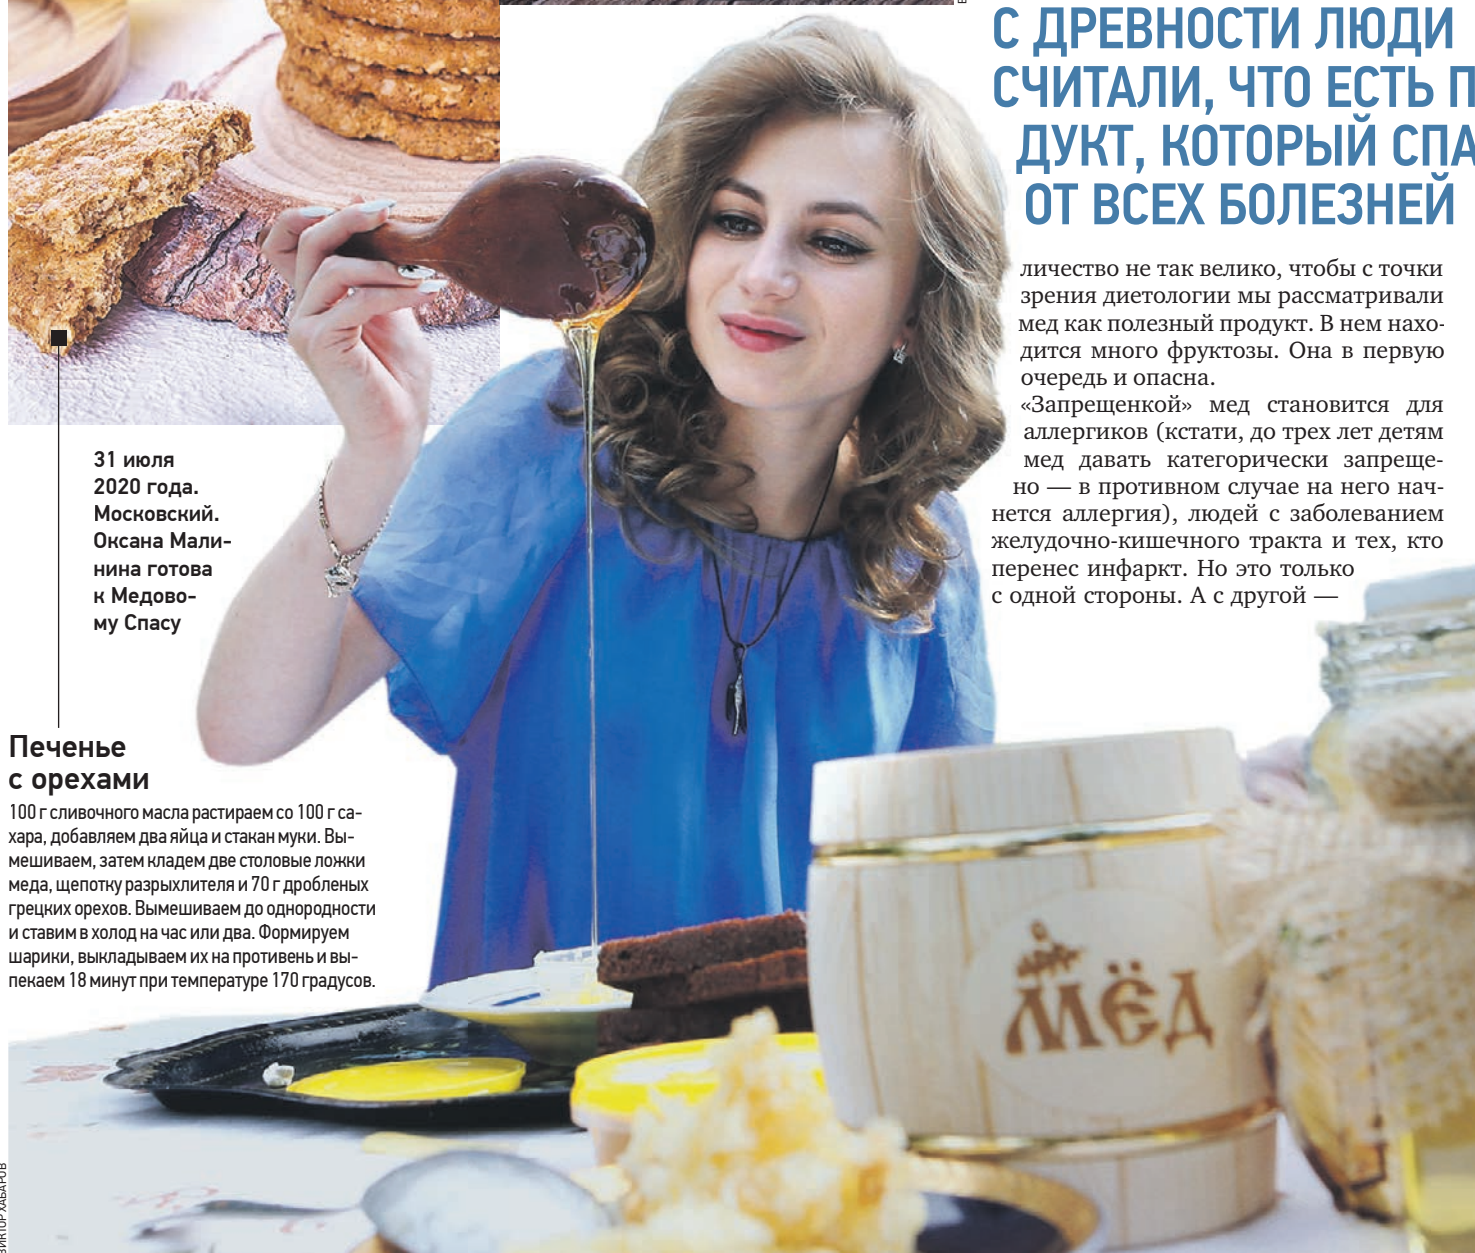 С ДРЕВНОСТИ ЛЮДИ
СЧИТАЛИ, ЧТО ЕСТЬ П
ДУКТ, КОТОРЫЙ СПА
ОТ ВСЕХ БОЛЕЗНЕЙ
личество не так велико, чтобы с точки
зрения диетологии мы рассматривали
мед как полезный продукт. В нем нахо-
дится много фруктозы. Она в первую
очередь и опасна.
«Запрещенкой» мед становится для
аллергиков (кстати, до трех лет детям
мед давать категорически запреще-
но — в противном случае на него нач-
нется аллергия), людей с заболеванием
желудочно-кишечного тракта и тех, кто
перенес инфаркт. Но это только
с одной стороны. А с другой —
31 июля
2020 года.
Московский.
Оксана Мали-
нина готова
к Медово-
му Спасу
Печенье
с орехами
100 г сливочного масла растираем со 100 г са-
хара, добавляем два яйца и стакан муки. Вы-
мешиваем, затем кладем две столовые ложки
меда, щепотку разрыхлителя и 70 г дробленых
грецких орехов. Вымешиваем до однородности
и ставим в холод на час или два. Формируем
шарики, выкладываем их на противень и вы-
пекаем 18 минут при температуре 170 градусов.
МЁД
ВИКТОР ХАБАРОВ